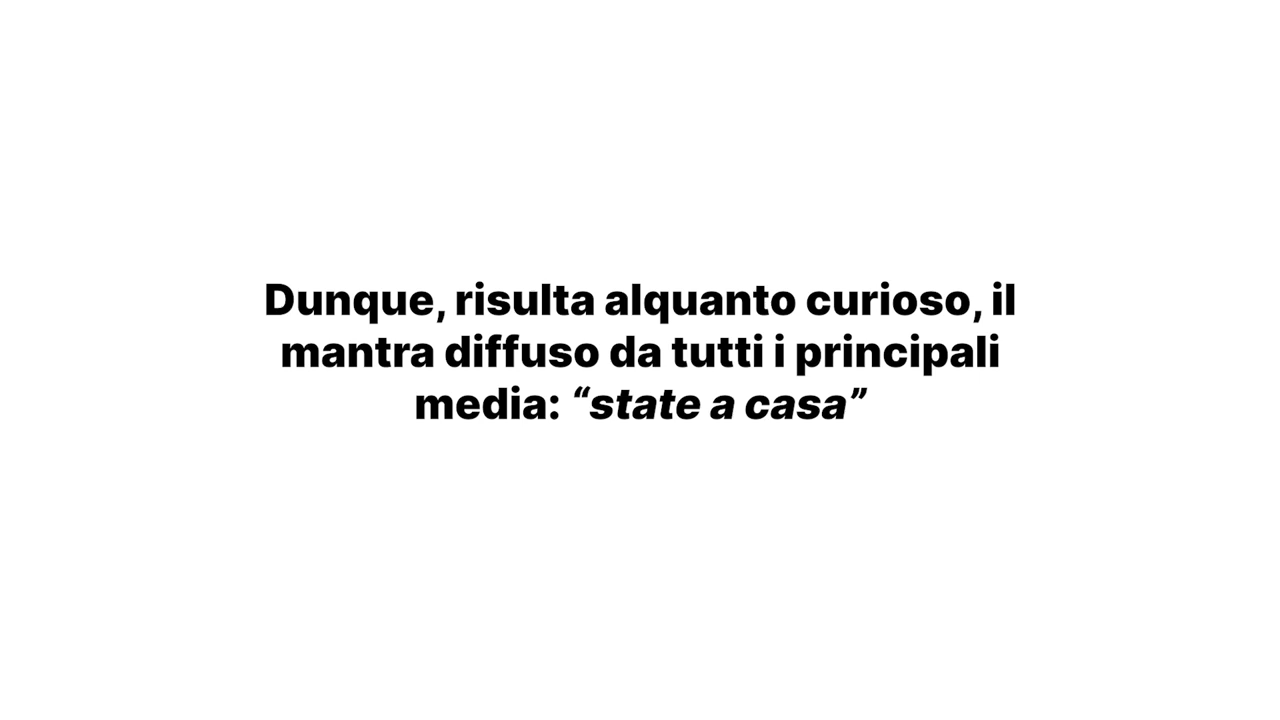 Dunque, risulta alquanto curioso, il
mantra diffuso da tutti i principali
media: “state a casa”